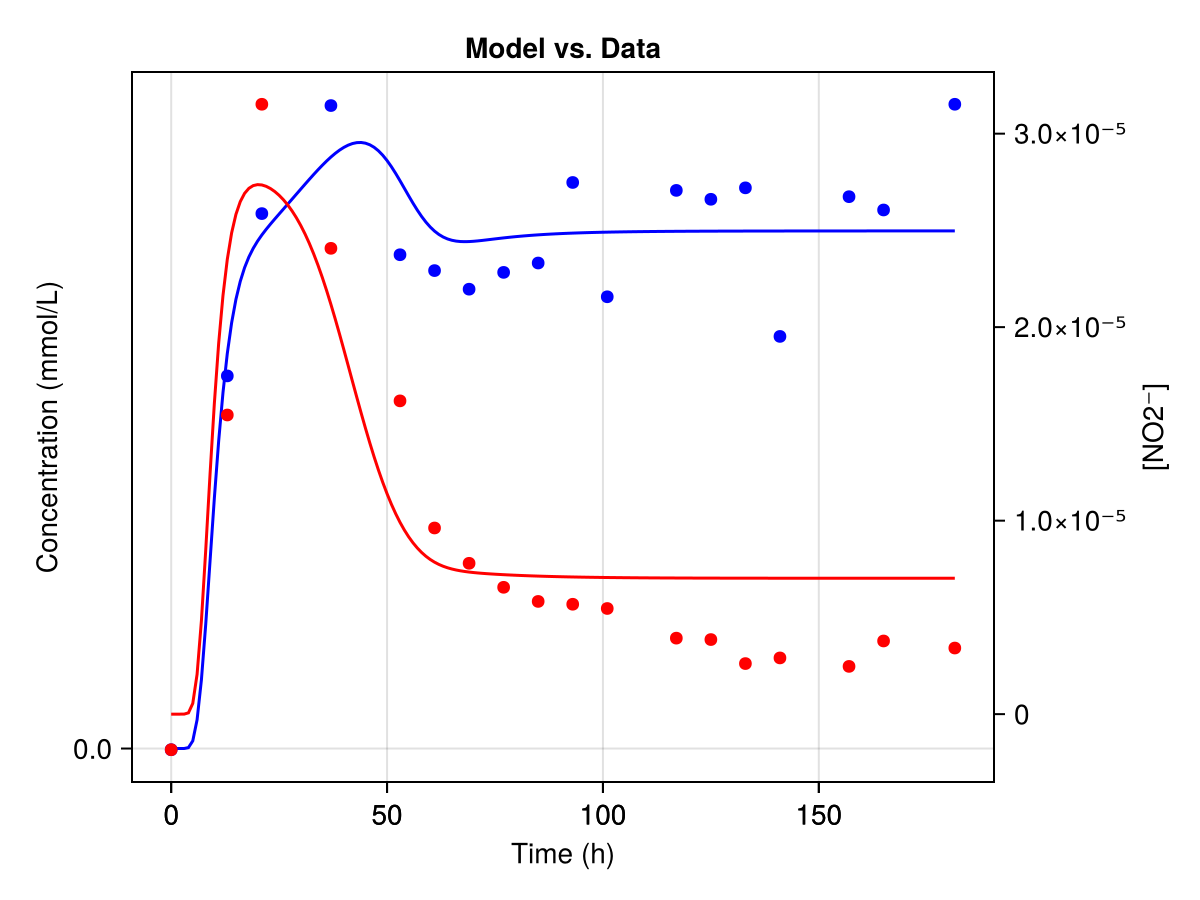 Model vs. Data
Concentration (mmol/L)
0.0
3.0×10⁻⁵
2.0×10⁻⁵
1.0×10⁻⁵
0
[NO2⁻]
0 50 100 150
Time (h)